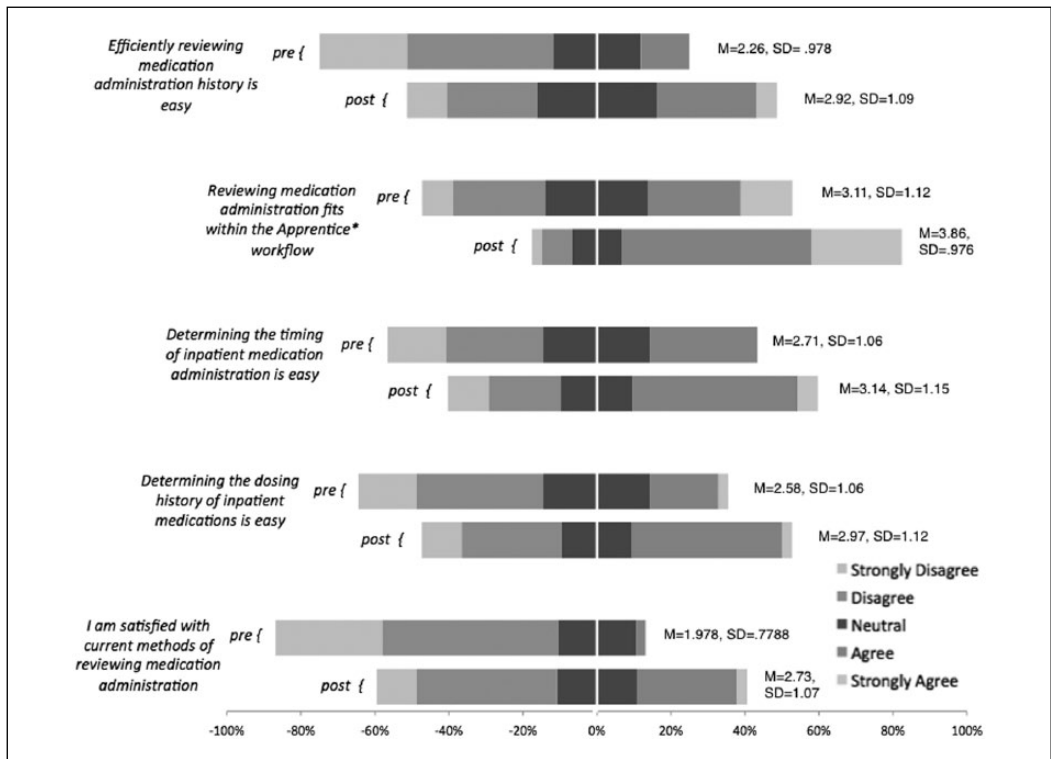 Efficiently reviewing
medication
administration history is
easy
pre {
M=2.26, SD= .978
post {
M=2.92, SD=1.09
Reviewing medication
administration fits
within the Apprentice*
workflow
pre {
M=3.11, SD=1.12
post {
M=3.86,
SD=.976
Determining the timing
of inpatient medication
administration is easy
pre {
M=2.71, SD=1.06
post {
M=3.14, SD=1.15
Determining the dosing
history of inpatient
medications is easy
pre {
M=2.58, SD=1.06
post {
M=2.97, SD=1.12
I am satisfied with
current methods of
reviewing medication
administration
pre {
M=1.978, SD=.7788
post {
M=2.73,
SD=1.07
Strongly Disagree
Disagree
Neutral
Agree
Strongly Agree
-100% -80% -60% -40% -20% 0% 20% 40% 60% 80% 100%